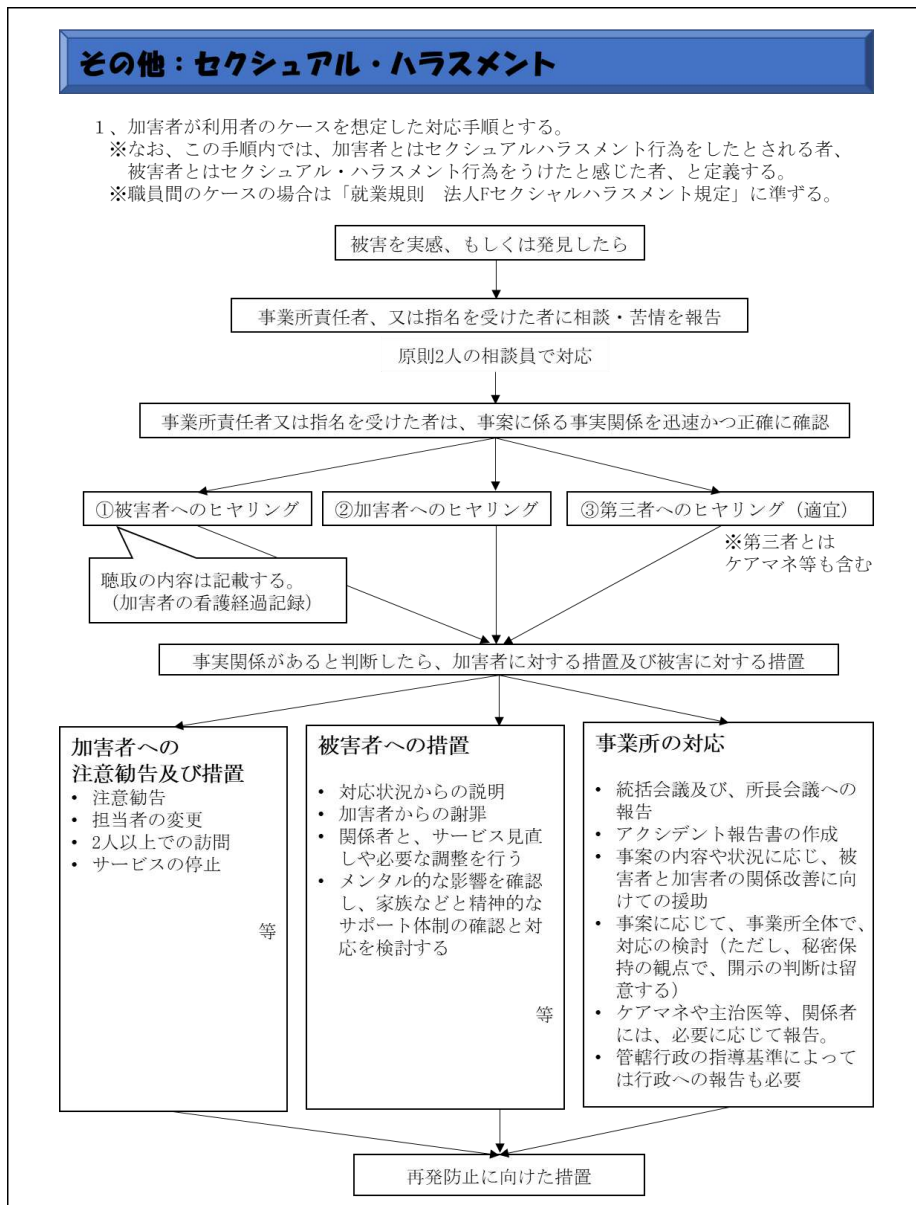 その他：セクシュアル・ハラスメント
１、加害者が利用者のケースを想定した対応手順とする。
※なお、この手順内では、加害者とはセクシュアルハラスメント行為をしたとされる者、
被害者とはセクシュアル・ハラスメント行為をうけたと感じた者、と定義する。
※職員間のケースの場合は「就業規則　法人Fセクシャルハラスメント規定」に準ずる。
被害を実感、もしくは発見したら
事業所責任者、又は指名を受けた者に相談・苦情を報告
原則2人の相談員で対応
事業所責任者又は指名を受けた者は、事案に係る事実関係を迅速かつ正確に確認
①被害者へのヒヤリング
②加害者へのヒヤリング
③第三者へのヒヤリング（適宜）
※第三者とは
ケアマネ等も含む
聴取の内容は記載する。
（加害者の看護経過記録）
事実関係があると判断したら、加害者に対する措置及び被害に対する措置
加害者への
注意勧告及び措置
• 注意勧告
• 担当者の変更
• 2人以上での訪問
• サービスの停止
等
被害者への措置
• 対応状況からの説明
• 加害者からの謝罪
• 関係者と、サービス見直
しや必要な調整を行う
• メンタル的な影響を確認
し、家族などと精神的な
サポート体制の確認と対
応を検討する
等
事業所の対応
• 統括会議及び、所長会議への
報告
• アクシデント報告書の作成
• 事案の内容や状況に応じ、被
害者と加害者の関係改善に向
けての援助
• 事案に応じて、事業所全体で、
対応の検討（ただし、秘密保
持の観点で、開示の判断は留
意する）
• ケアマネや主治医等、関係者
には、必要に応じて報告。
• 管轄行政の指導基準によって
は行政への報告も必要
再発防止に向けた措置